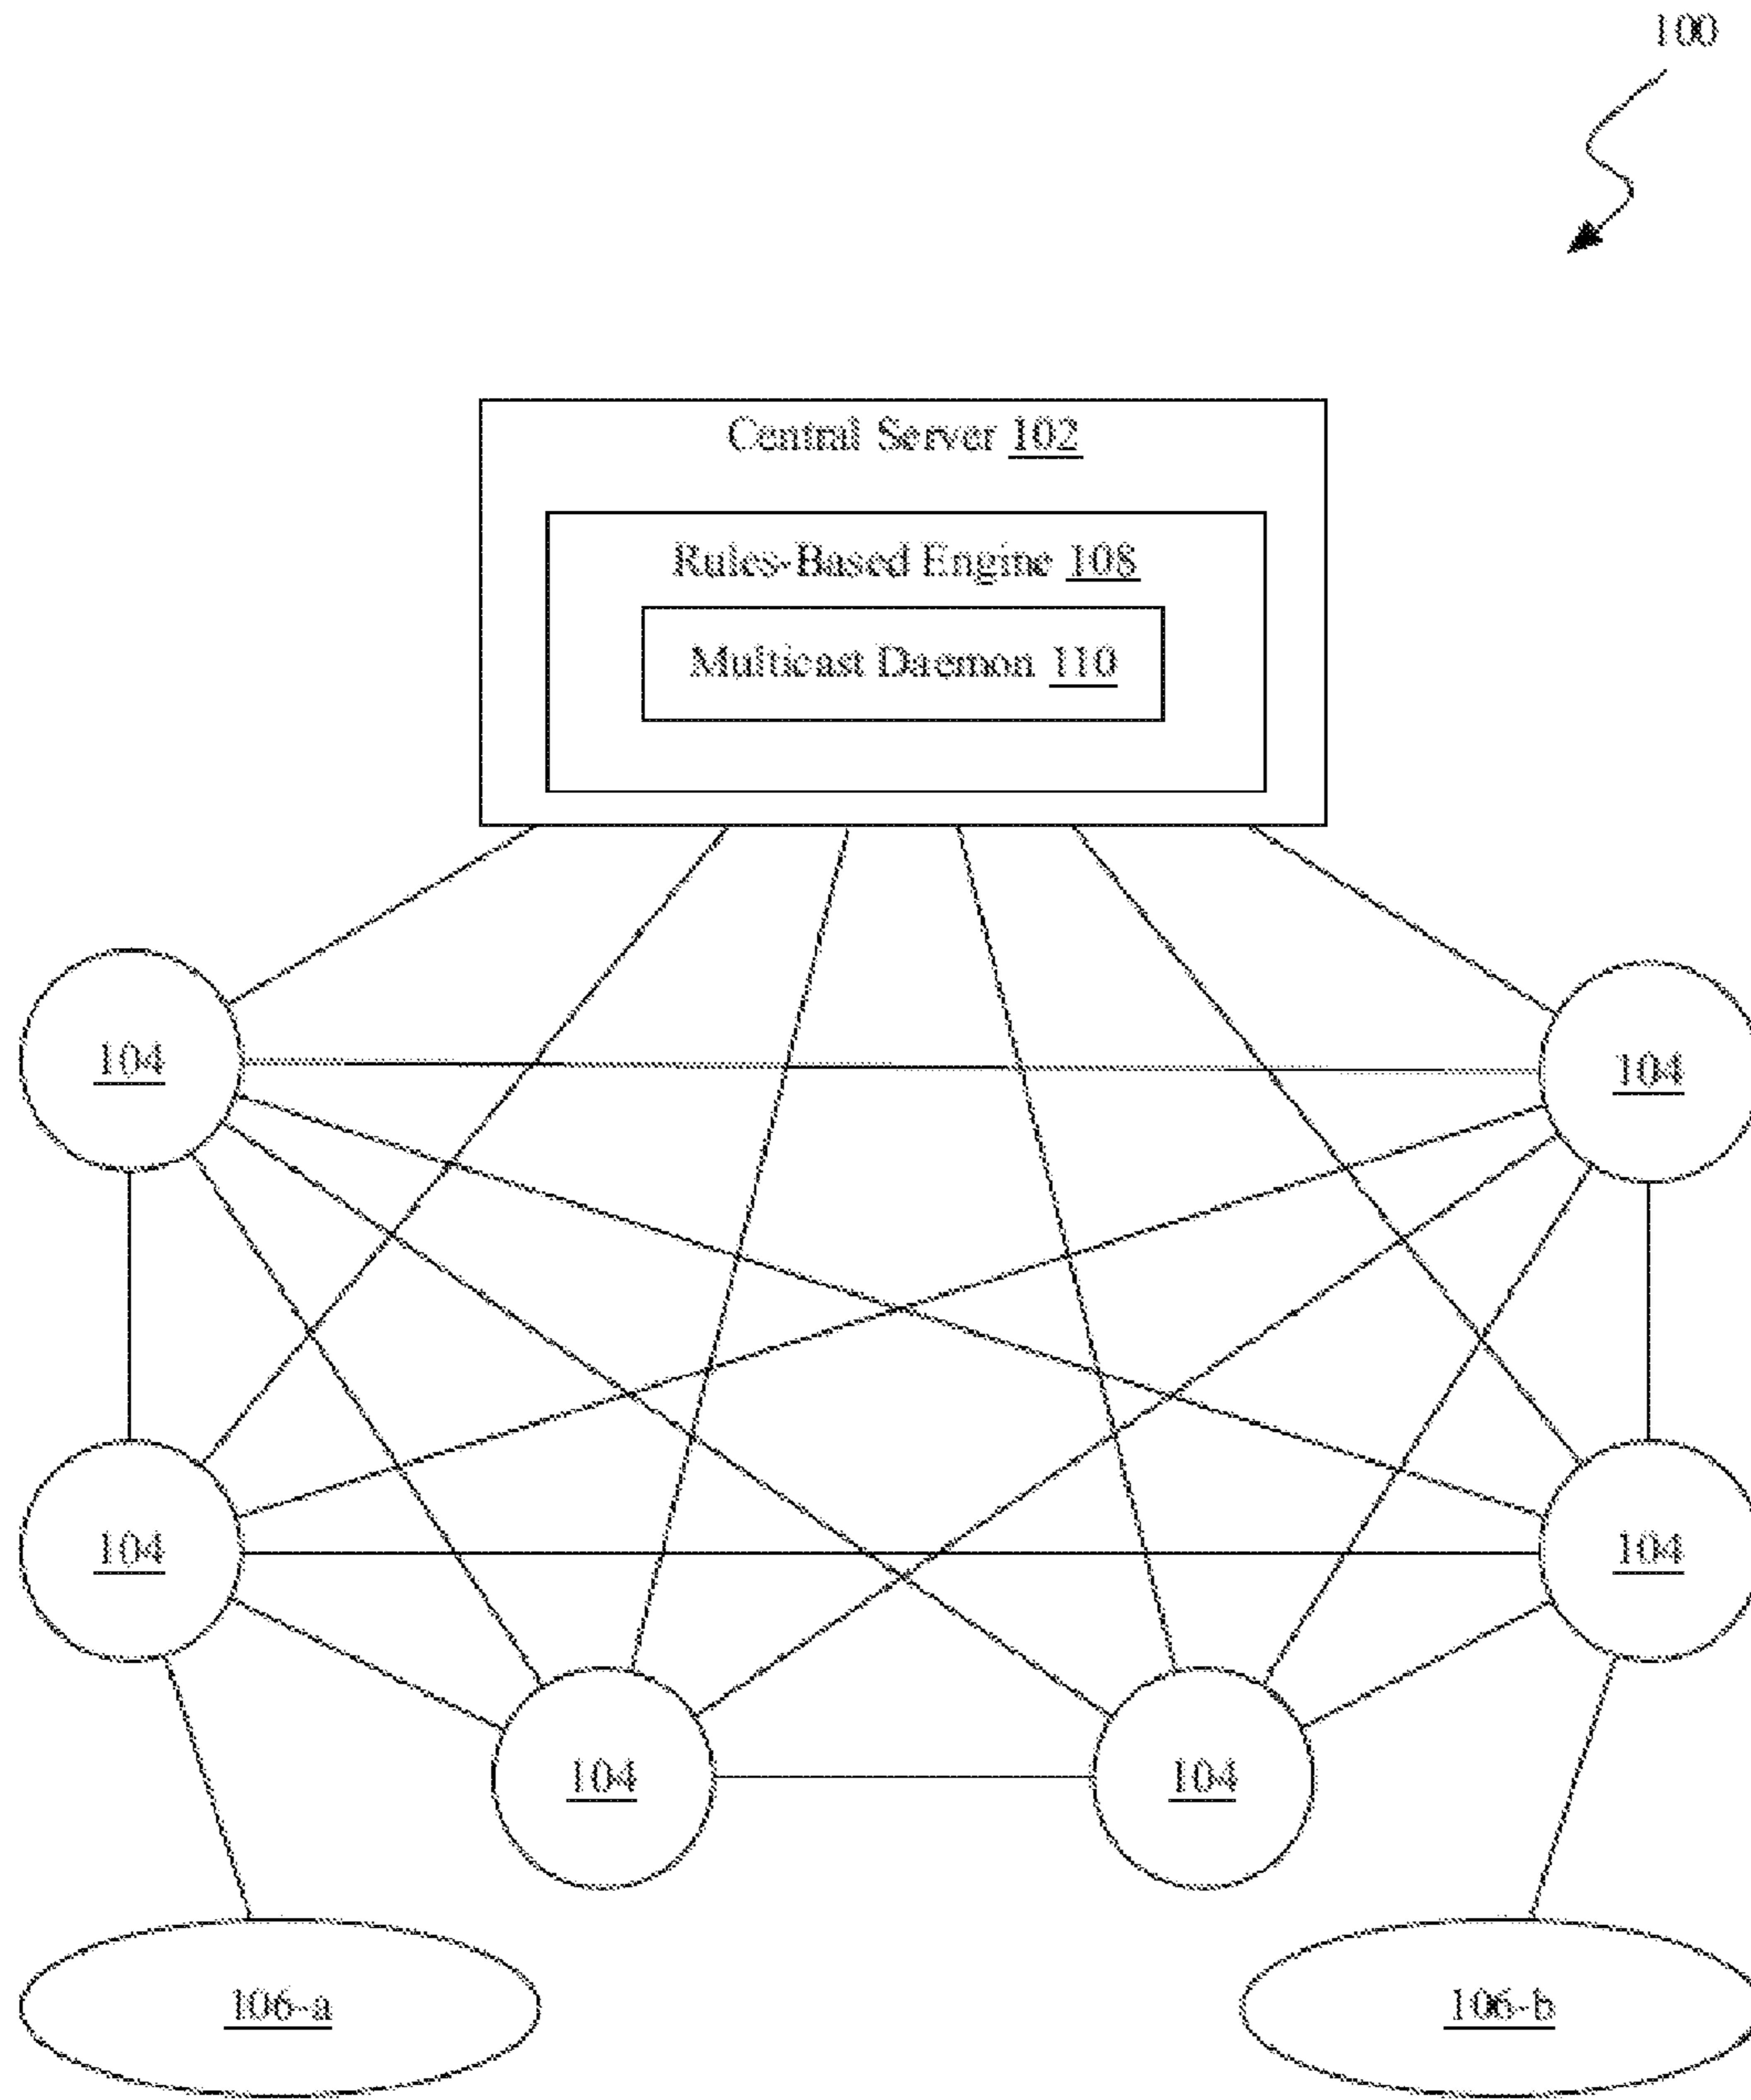 100
Central Server 102
Rules-Based Engine 108
Multicast Daemon 110
104
104
104
104
104
104
106-a
106-b